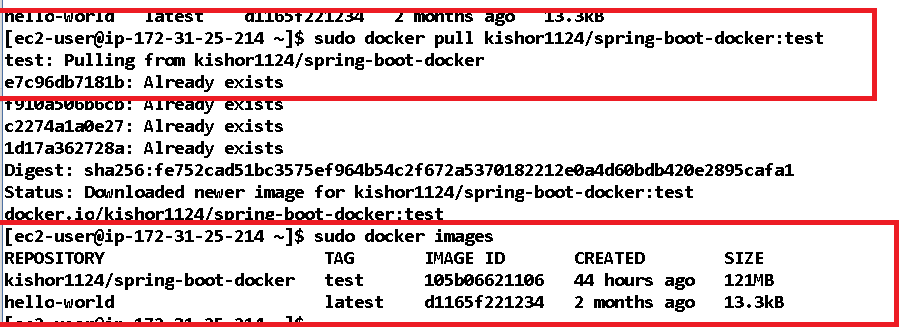 hello-world latest d1165f221234 2 months ago 13.3kB
[ec2-user@ip-172-31-25-214 ~]$ sudo docker pull kishor1124/spring-boot-docker:test
test: Pulling from kishor1124/spring-boot-docker
e7c96db7181b: Already exists
f910a506b6cb: Already exists
c2274a1a0e27: Already exists
1d17a362728a: Already exists
Digest: sha256:fe752cad51bc3575ef964b54c2f672a5370182212e0a4d60bdb420e2895cafa1
Status: Downloaded newer image for kishor1124/spring-boot-docker:test
docker.io/kishor1124/spring-boot-docker:test
[ec2-user@ip-172-31-25-214 ~]$ sudo docker images
REPOSITORY TAG IMAGE ID CREATED SIZE
kishor1124/spring-boot-docker test 105b06621106 44 hours ago 121MB
hello-world latest d1165f221234 2 months ago 13.3kB
[ec2-user@ip-172-31-25-214 ~]$